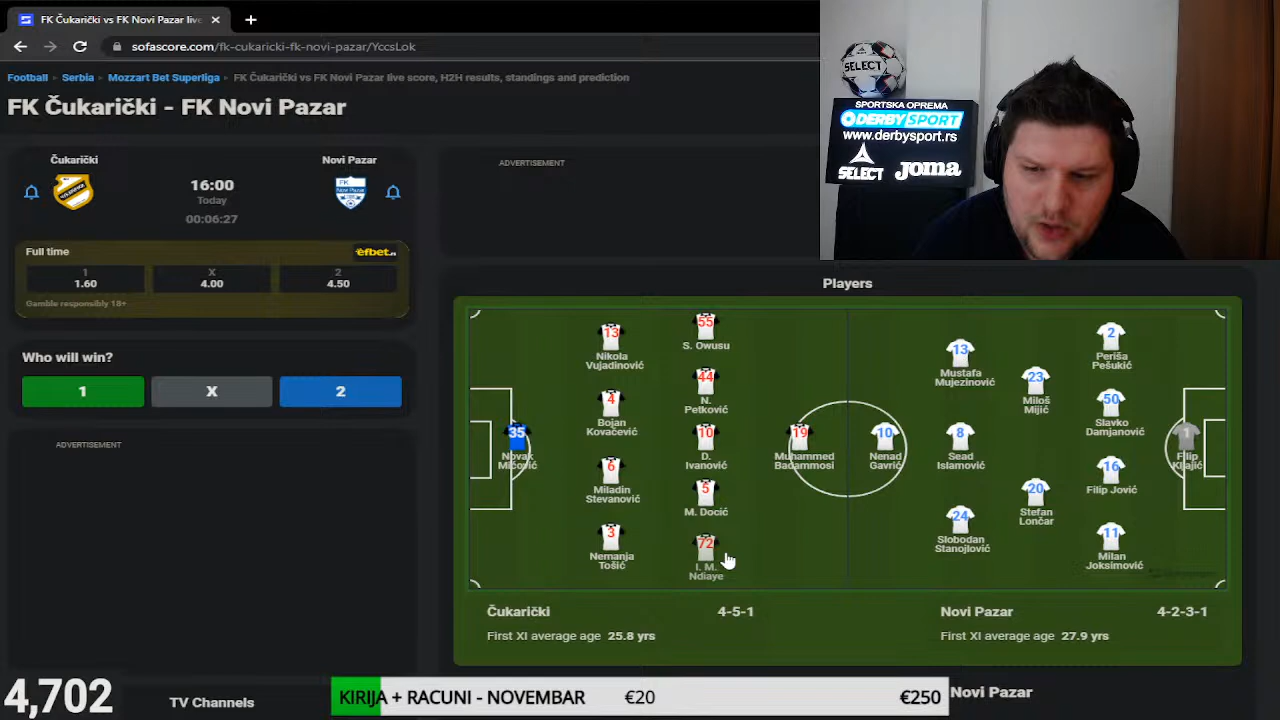 FK Čukarički vs FK Novi Pazar live
sofascore.com/fk-cukaricki-fk-novi-pazar/YccsLok
Football
Serbia
Mozzart Bet Superliga
FK Čukarički vs FK Novi Pazar live score, H2H results, standings and prediction
FK Čukarički - FK Novi Pazar
SELECT
SPORTSKA OPREMA
DERBYSPORT
www.derbysport.rs
SELECT
Joma
Čukarički
Novi Pazar
16:00
Today
00:06:27
FK
Novi Pazar
Full time
efbet.rs
1
1.60
X
4.00
2
4.50
Gamble responsibly 18+
Who will win?
1
X
2
ADVERTISEMENT
ADVERTISEMENT
Players
35
Novak
Mićović
13
Nikola
Vujadinović
4
Bojan
Kovačević
6
Miladin
Stevanović
3
Nemanja
Tošić
55
S. Owusu
44
N.
Petković
10
D.
Ivanović
5
M. Docić
72
I. M.
Ndiaye
19
Muhammed
Badammosi
10
Nenad
Gavrić
13
Mustafa
Mujezinović
8
Sead
Islamović
24
Slobodan
Stanojlović
23
Miloš
Mijić
20
Stefan
Lončar
2
Periša
Pešukić
50
Slavko
Damjanović
16
Filip Jović
11
Milan
Joksimović
1
Filip
Kljajić
Čukarički
4-5-1
Novi Pazar
4-2-3-1
First XI average age 25.8 yrs
First XI average age 27.9 yrs
4,702
TV Channels
KIRIJA + RACUNI - NOVEMBAR
€20
€250
Novi Pazar